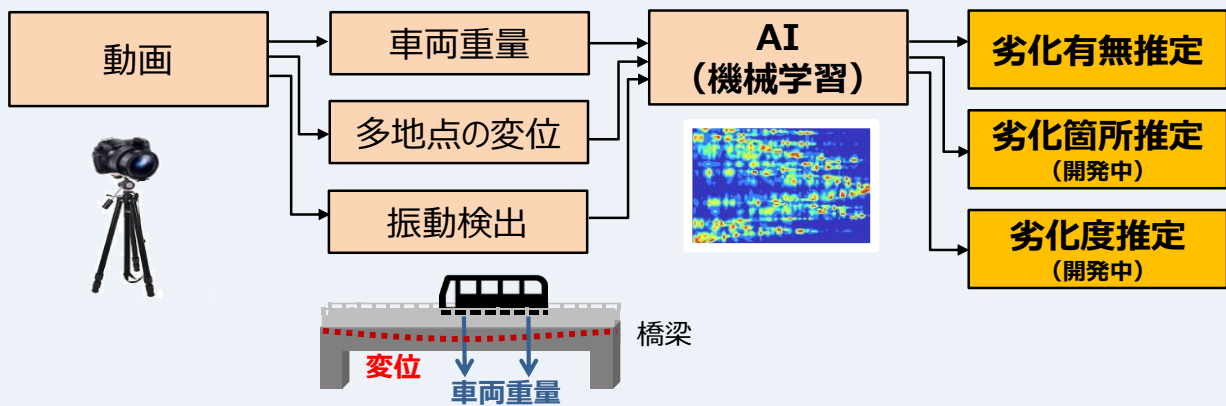 動画
車両重量
多地点の変位
振動検出
AI
(機械学習)
劣化有無推定
劣化箇所推定
(開発中)
劣化度推定
(開発中)
橋梁
変位
車両重量